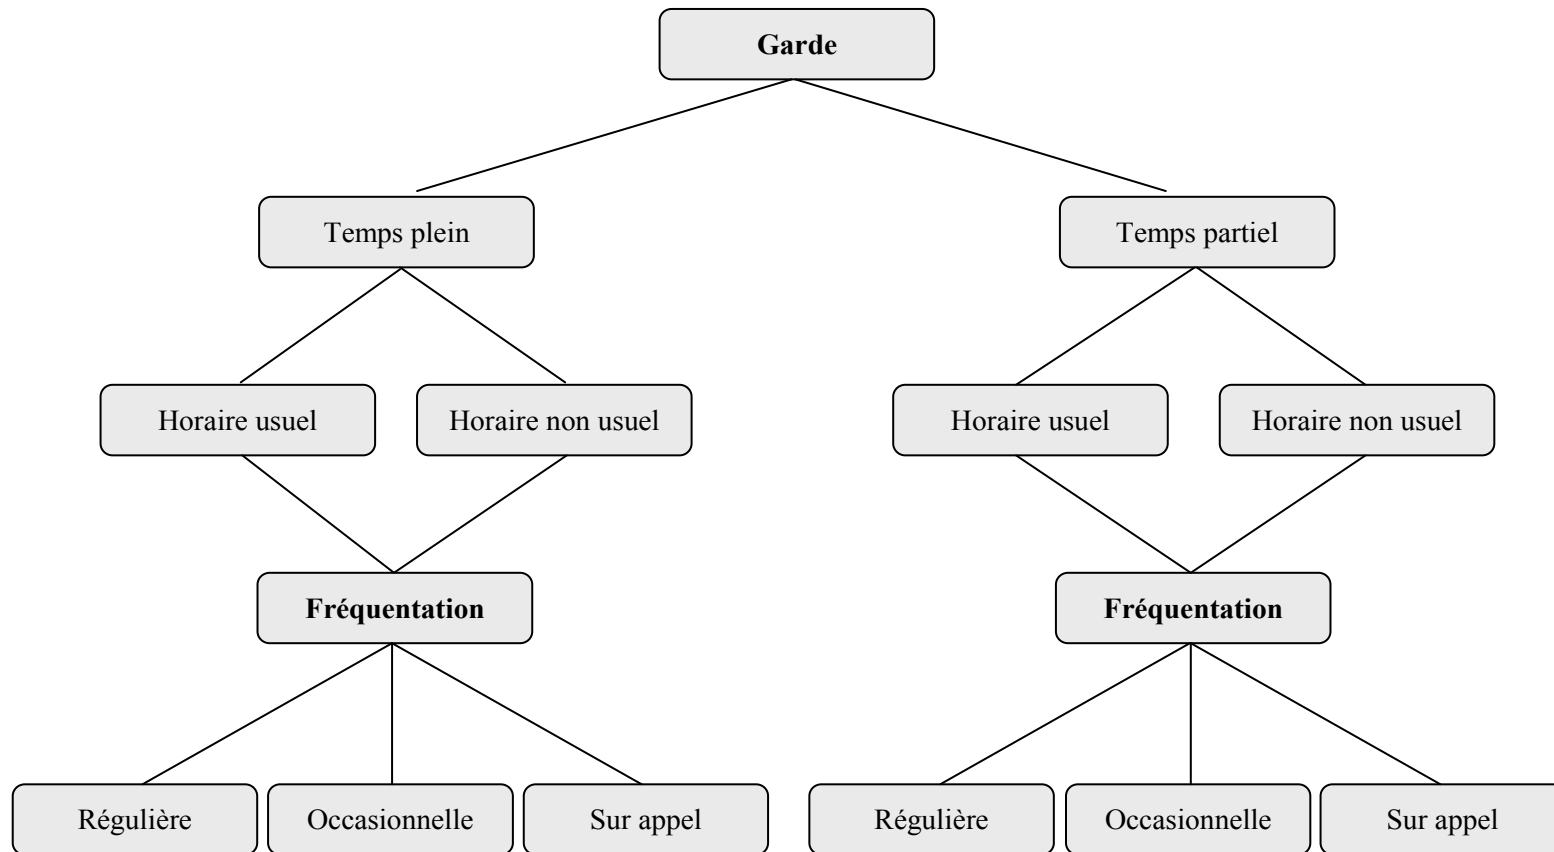 Garde
Temps plein
Temps partiel
Horaire usuel
Horaire non usuel
Horaire usuel
Horaire non usuel
Fréquentation
Fréquentation
Régulière
Occasionnelle
Sur appel
Régulière
Occasionnelle
Sur appel